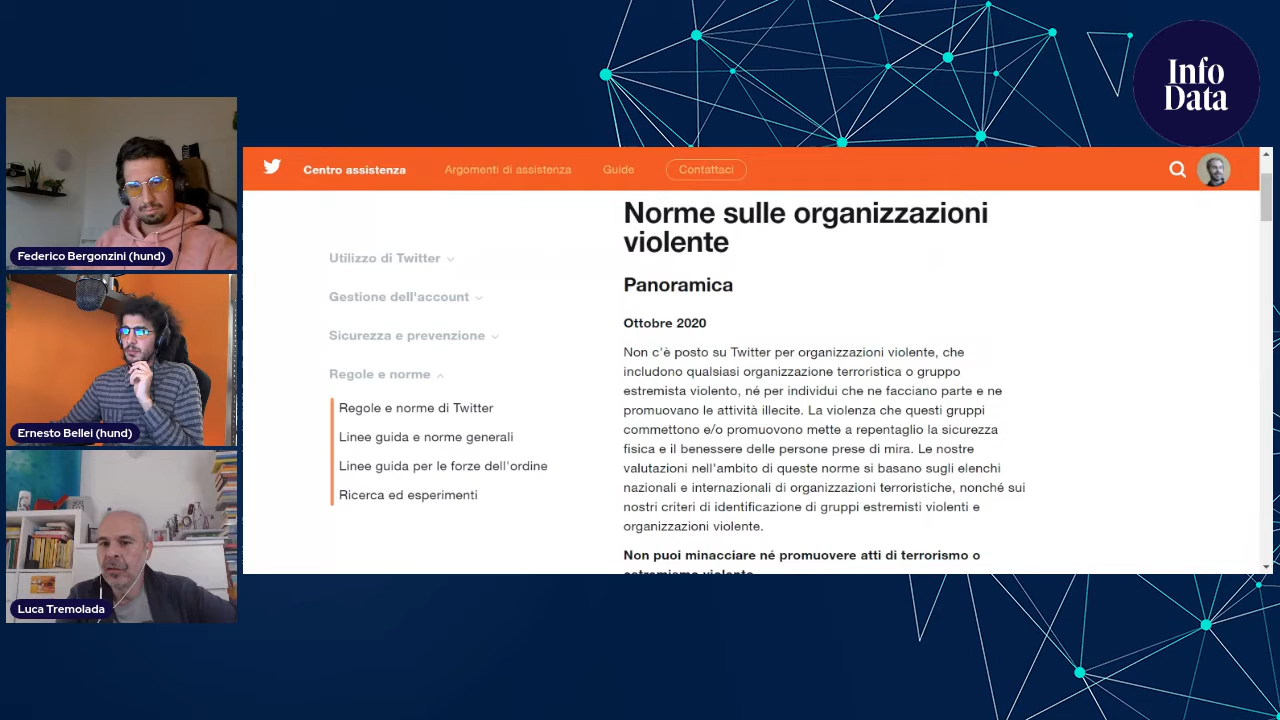 Info
Data
Federico Bergonzini (hund)
Ernesto Bellei (hund)
Luca Tremolada
Centro assistenza
Argomenti di assistenza
Guide
Contattaci
Utilizzo di Twitter
Gestione dell'account
Sicurezza e prevenzione
Regole e norme
Regole e norme di Twitter
Linee guida e norme generali
Linee guida per le forze dell'ordine
Ricerca ed esperimenti
Norme sulle organizzazioni
violente
Panoramica
Ottobre 2020
Non c'è posto su Twitter per organizzazioni violente, che
includono qualsiasi organizzazione terroristica o gruppo
estremista violento, né per individui che ne facciano parte e ne
promuovano le attività illecite. La violenza che questi gruppi
commettono e/o promuovono mette a repentaglio la sicurezza
fisica e il benessere delle persone prese di mira. Le nostre
valutazioni nell'ambito di queste norme si basano sugli elenchi
nazionali e internazionali di organizzazioni terroristiche, nonché sui
nostri criteri di identificazione di gruppi estremisti violenti e
organizzazioni violente.
Non puoi minacciare né promuovere atti di terrorismo o
estremismo violento